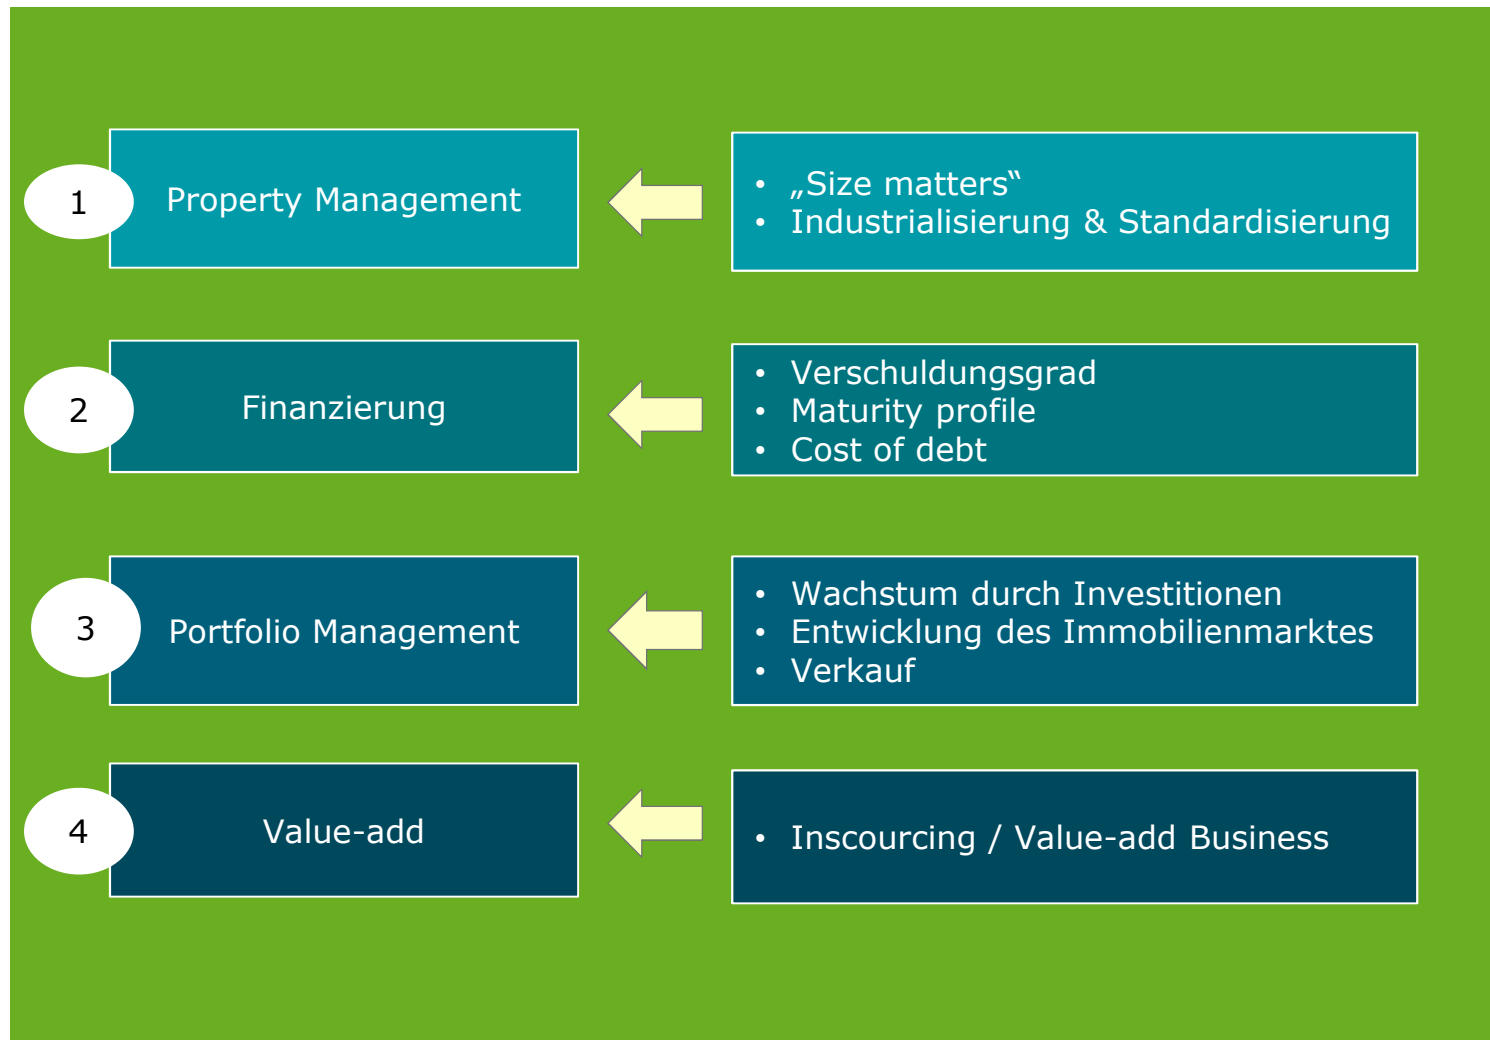 1
Property Management
• „Size matters“
• Industrialisierung & Standardisierung
2
Finanzierung
• Verschuldungsgrad
• Maturity profile
• Cost of debt
3
Portfolio Management
• Wachstum durch Investitionen
• Entwicklung des Immobilienmarktes
• Verkauf
4
Value-add
• Inscourcing / Value-add Business